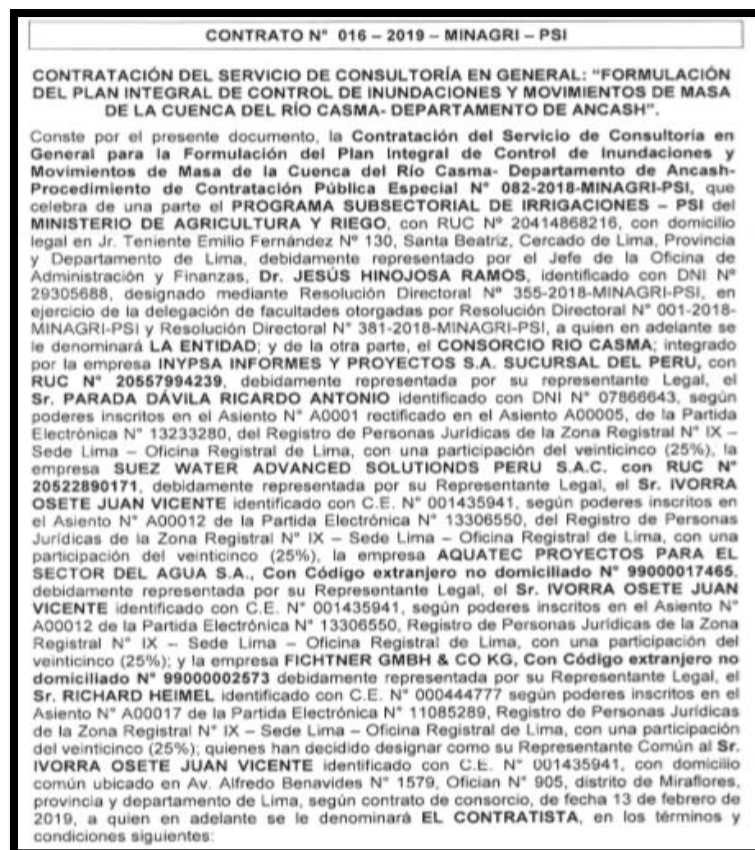 CONTRATO N° 016 – 2019 – MINAGRI – PSI
CONTRATACIÓN DEL SERVICIO DE CONSULTORÍA EN GENERAL: "FORMULACIÓN
DEL PLAN INTEGRAL DE CONTROL DE INUNDACIONES Y MOVIMIENTOS DE MASA
DE LA CUENCA DEL RÍO CASMA- DEPARTAMENTO DE ANCASH".
Conste por el presente documento, la Contratación del Servicio de Consultoría en
General para la Formulación del Plan Integral de Control de Inundaciones y
Movimientos de Masa de la Cuenca del Río Casma- Departamento de Ancash-
Procedimiento de Contratación Pública Especial N° 082-2018-MINAGRI-PSI, que
celebra de una parte el PROGRAMA SUBSECTORIAL DE IRRIGACIONES – PSI del
MINISTERIO DE AGRICULTURA Y RIEGO, con RUC Nº 20414868216, con domicilio
legal en Jr. Teniente Emilio Fernández Nº 130, Santa Beatriz, Cercado de Lima, Provincia
y Departamento de Lima, debidamente representado por el Jefe de la Oficina de
Administración y Finanzas, Dr. JESÚS HINOJOSA RAMOS, identificado con DNI Nº
29305688, designado mediante Resolución Directoral Nº 355-2018-MINAGRI-PSI, en
ejercicio de la delegación de facultades otorgadas por Resolución Directoral N° 001-2018-
MINAGRI-PSI y Resolución Directoral N° 381-2018-MINAGRI-PSI, a quien en adelante se
le denominará LA ENTIDAD; y de la otra parte, el CONSORCIO RIO CASMA; integrado
por la empresa INYPSA INFORMES Y PROYECTOS S.A. SUCURSAL DEL PERU, con
RUC N° 20557994239, debidamente representada por su representante Legal, el
Sr. PARADA DÁVILA RICARDO ANTONIO identificado con DNI N° 07866643, según
poderes inscritos en el Asiento N° A0001 rectificado en el Asiento A00005, de la Partida
Electrónica N° 13233280, del Registro de Personas Jurídicas de la Zona Registral N° IX –
Sede Lima – Oficina Registral de Lima, con una participación del veinticinco (25%), la
empresa SUEZ WATER ADVANCED SOLUTIONDS PERU S.A.C. con RUC N°
20522890171, debidamente representada por su Representante Legal, el Sr. IVORRA
OSETE JUAN VICENTE identificado con C.E. N° 001435941, según poderes inscritos en
el Asiento N° A00012 de la Partida Electrónica N° 13306550, del Registro de Personas
Jurídicas de la Zona Registral N° IX – Sede Lima – Oficina Registral de Lima, con una
participación del veinticinco (25%), la empresa AQUATEC PROYECTOS PARA EL
SECTOR DEL AGUA S.A., Con Código extranjero no domiciliado N° 99000017465,
debidamente representada por su Representante Legal, el Sr. IVORRA OSETE JUAN
VICENTE identificado con C.E. N° 001435941, según poderes inscritos en el Asiento N°
A00012 de la Partida Electrónica N° 13306550, Registro de Personas Jurídicas de la Zona
Registral N° IX – Sede Lima – Oficina Registral de Lima, con una participación del
veinticinco (25%); y la empresa FICHTNER GMBH & CO KG, Con Código extranjero no
domiciliado N° 99000002573 debidamente representada por su Representante Legal, el
Sr. RICHARD HEIMEL identificado con C.E. N° 000444777 según poderes inscritos en el
Asiento N° A00017 de la Partida Electrónica N° 11085289, Registro de Personas Jurídicas
de la Zona Registral N° IX – Sede Lima – Oficina Registral de Lima, con una participación
del veinticinco (25%); quienes han decidido designar como su Representante Común al Sr.
IVORRA OSETE JUAN VICENTE identificado con C.E. N° 001435941, con domicilio
común ubicado en Av. Alfredo Benavides N° 1579, Ofician N° 905, distrito de Miraflores,
provincia y departamento de Lima, según contrato de consorcio, de fecha 13 de febrero de
2019, a quien en adelante se le denominará EL CONTRATISTA, en los términos y
condiciones siguientes: